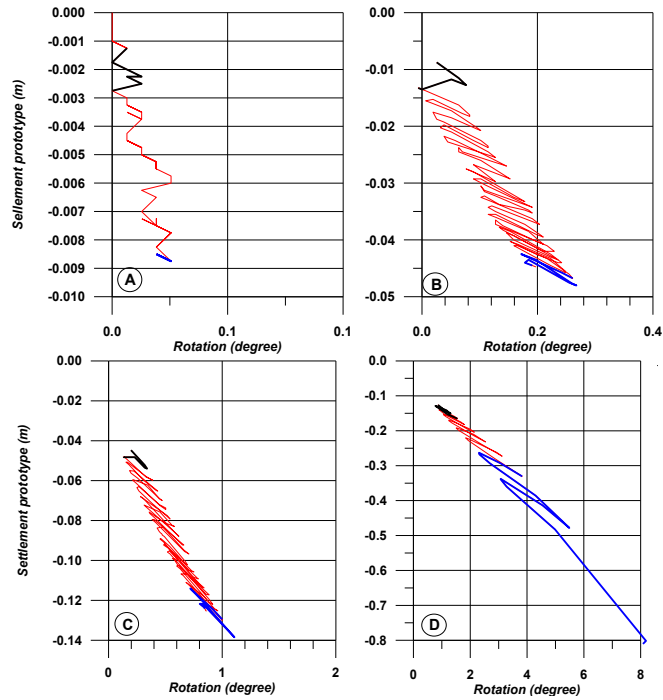 0.000
-0.001
-0.002
-0.003
-0.004
-0.005
-0.006
-0.007
-0.008
-0.009
-0.010
Sellement prototype (m)
A
0.0 0.1 0.1
Rotation (degree)
0.00
-0.01
-0.02
-0.03
-0.04
-0.05
B
0.0 0.2 0.4
Rotation (degree)
0.00
-0.02
-0.04
-0.06
-0.08
-0.10
-0.12
-0.14
Settlement prototype (m)
C
0 1 2
Rotation (degree)
0.0
-0.1
-0.2
-0.3
-0.4
-0.5
-0.6
-0.7
-0.8
D
0 2 4 6 8
Rotation (degree)